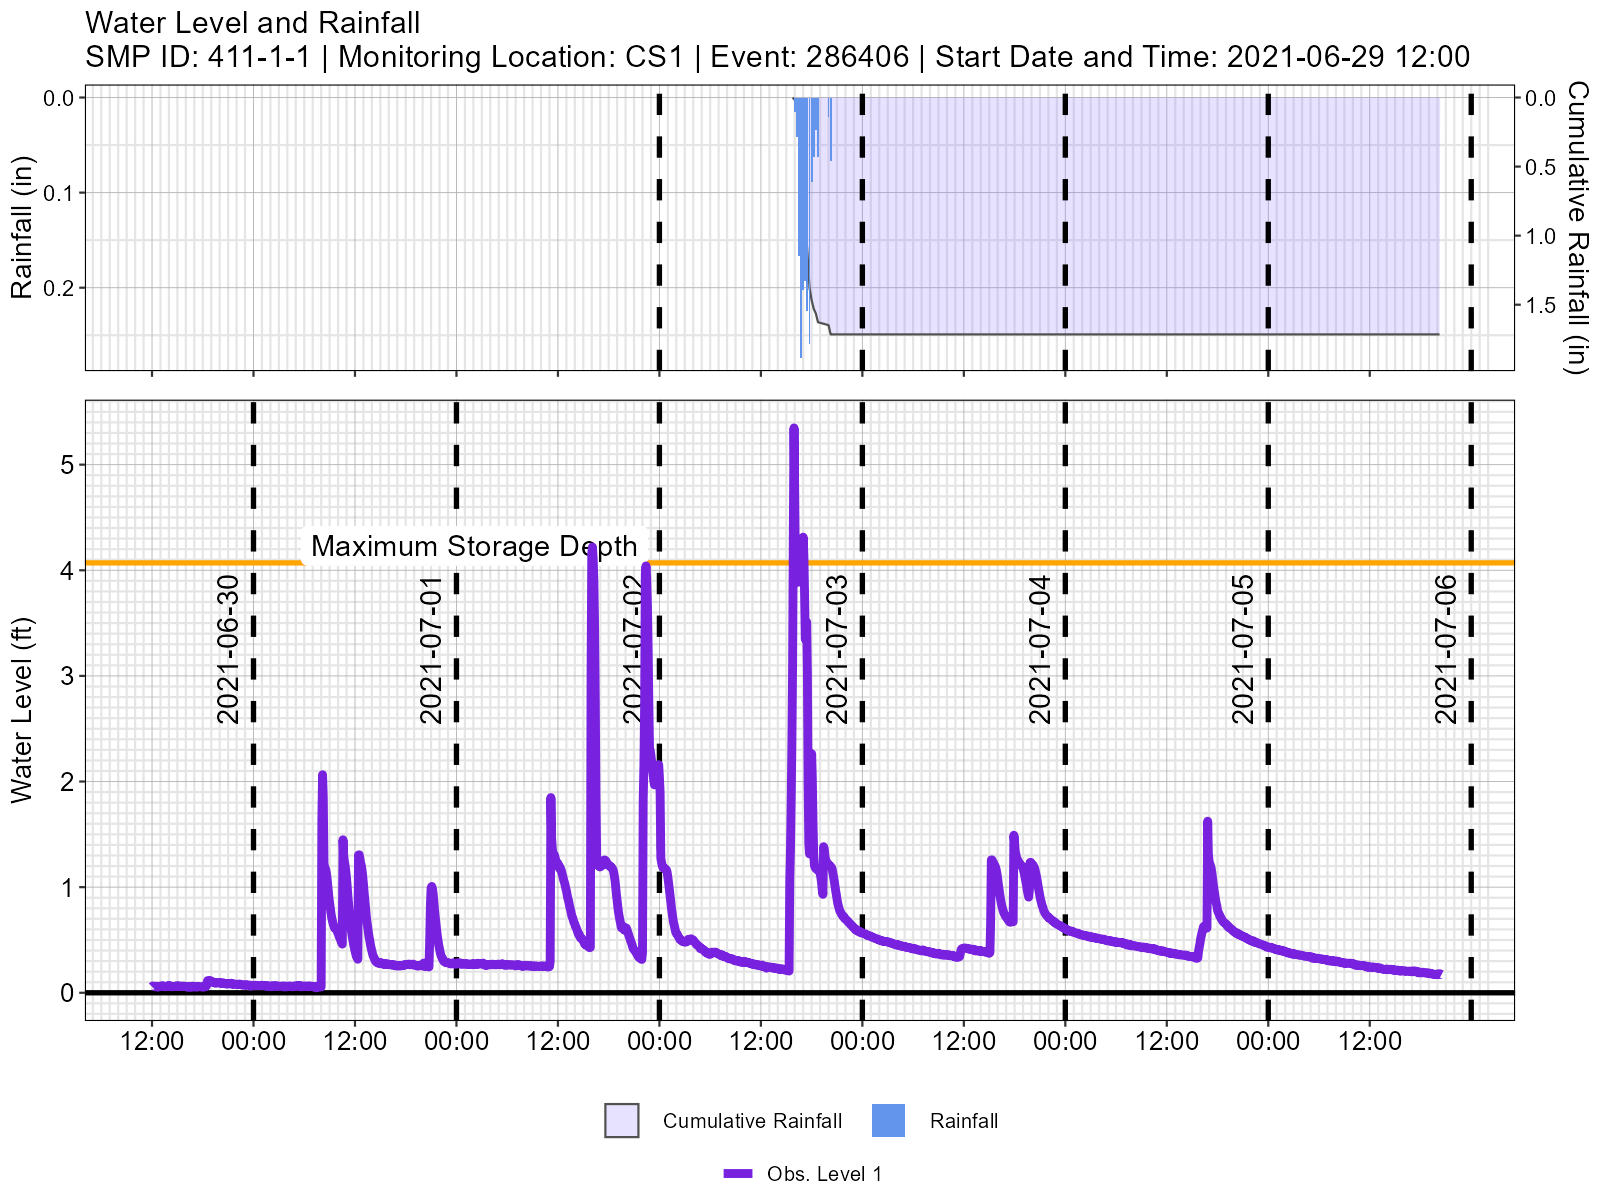 Water Level and Rainfall
SMP ID: 411-1-1 | Monitoring Location: CS1 | Event: 286406 | Start Date and Time: 2021-06-29 12:00
Rainfall (in)
0.0
0.1
0.2
0.0
0.5
1.0
1.5
Cumulative Rainfall (in)
Water Level (ft)
5
4
3
2
1
0
Maximum Storage Depth
2021-06-30
2021-07-01
2021-07-02
2021-07-03
2021-07-04
2021-07-05
2021-07-06
12:00 00:00 12:00 00:00 12:00 00:00 12:00 00:00 12:00 00:00 12:00 00:00 12:00
Cumulative Rainfall
Rainfall
Obs. Level 1